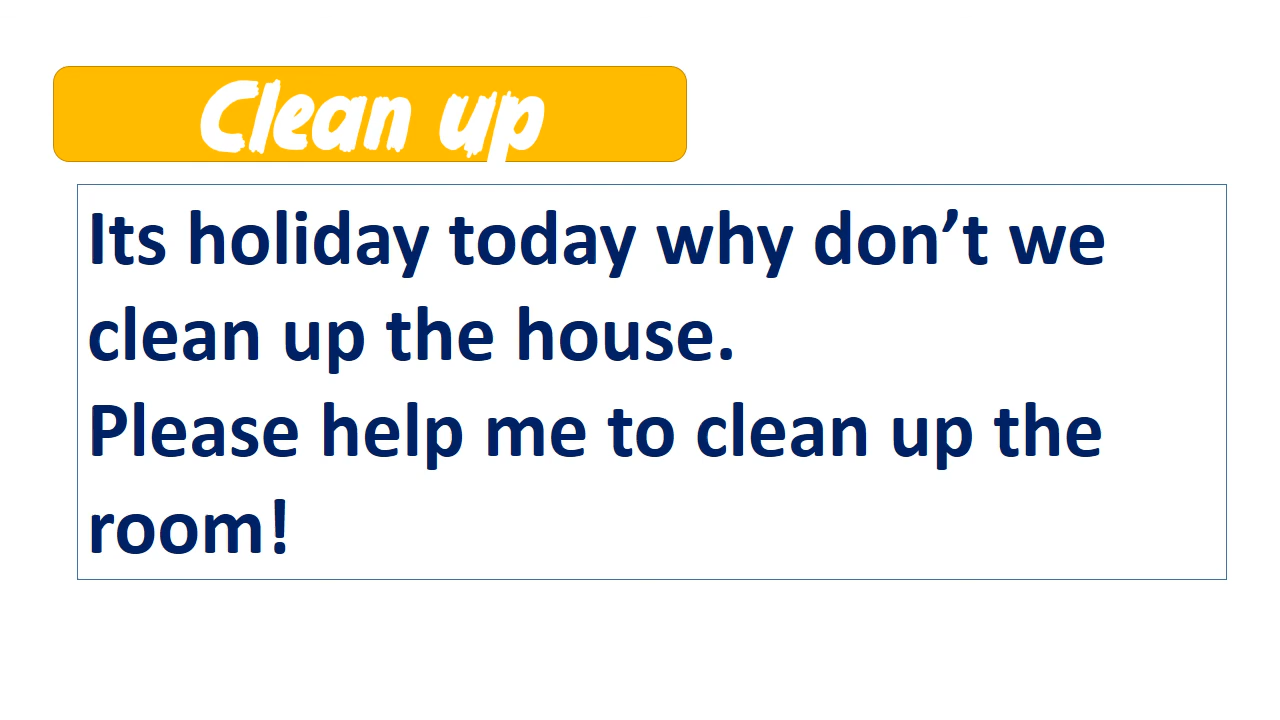 Clean up
Its holiday today why don’t we
clean up the house.
Please help me to clean up the
room!